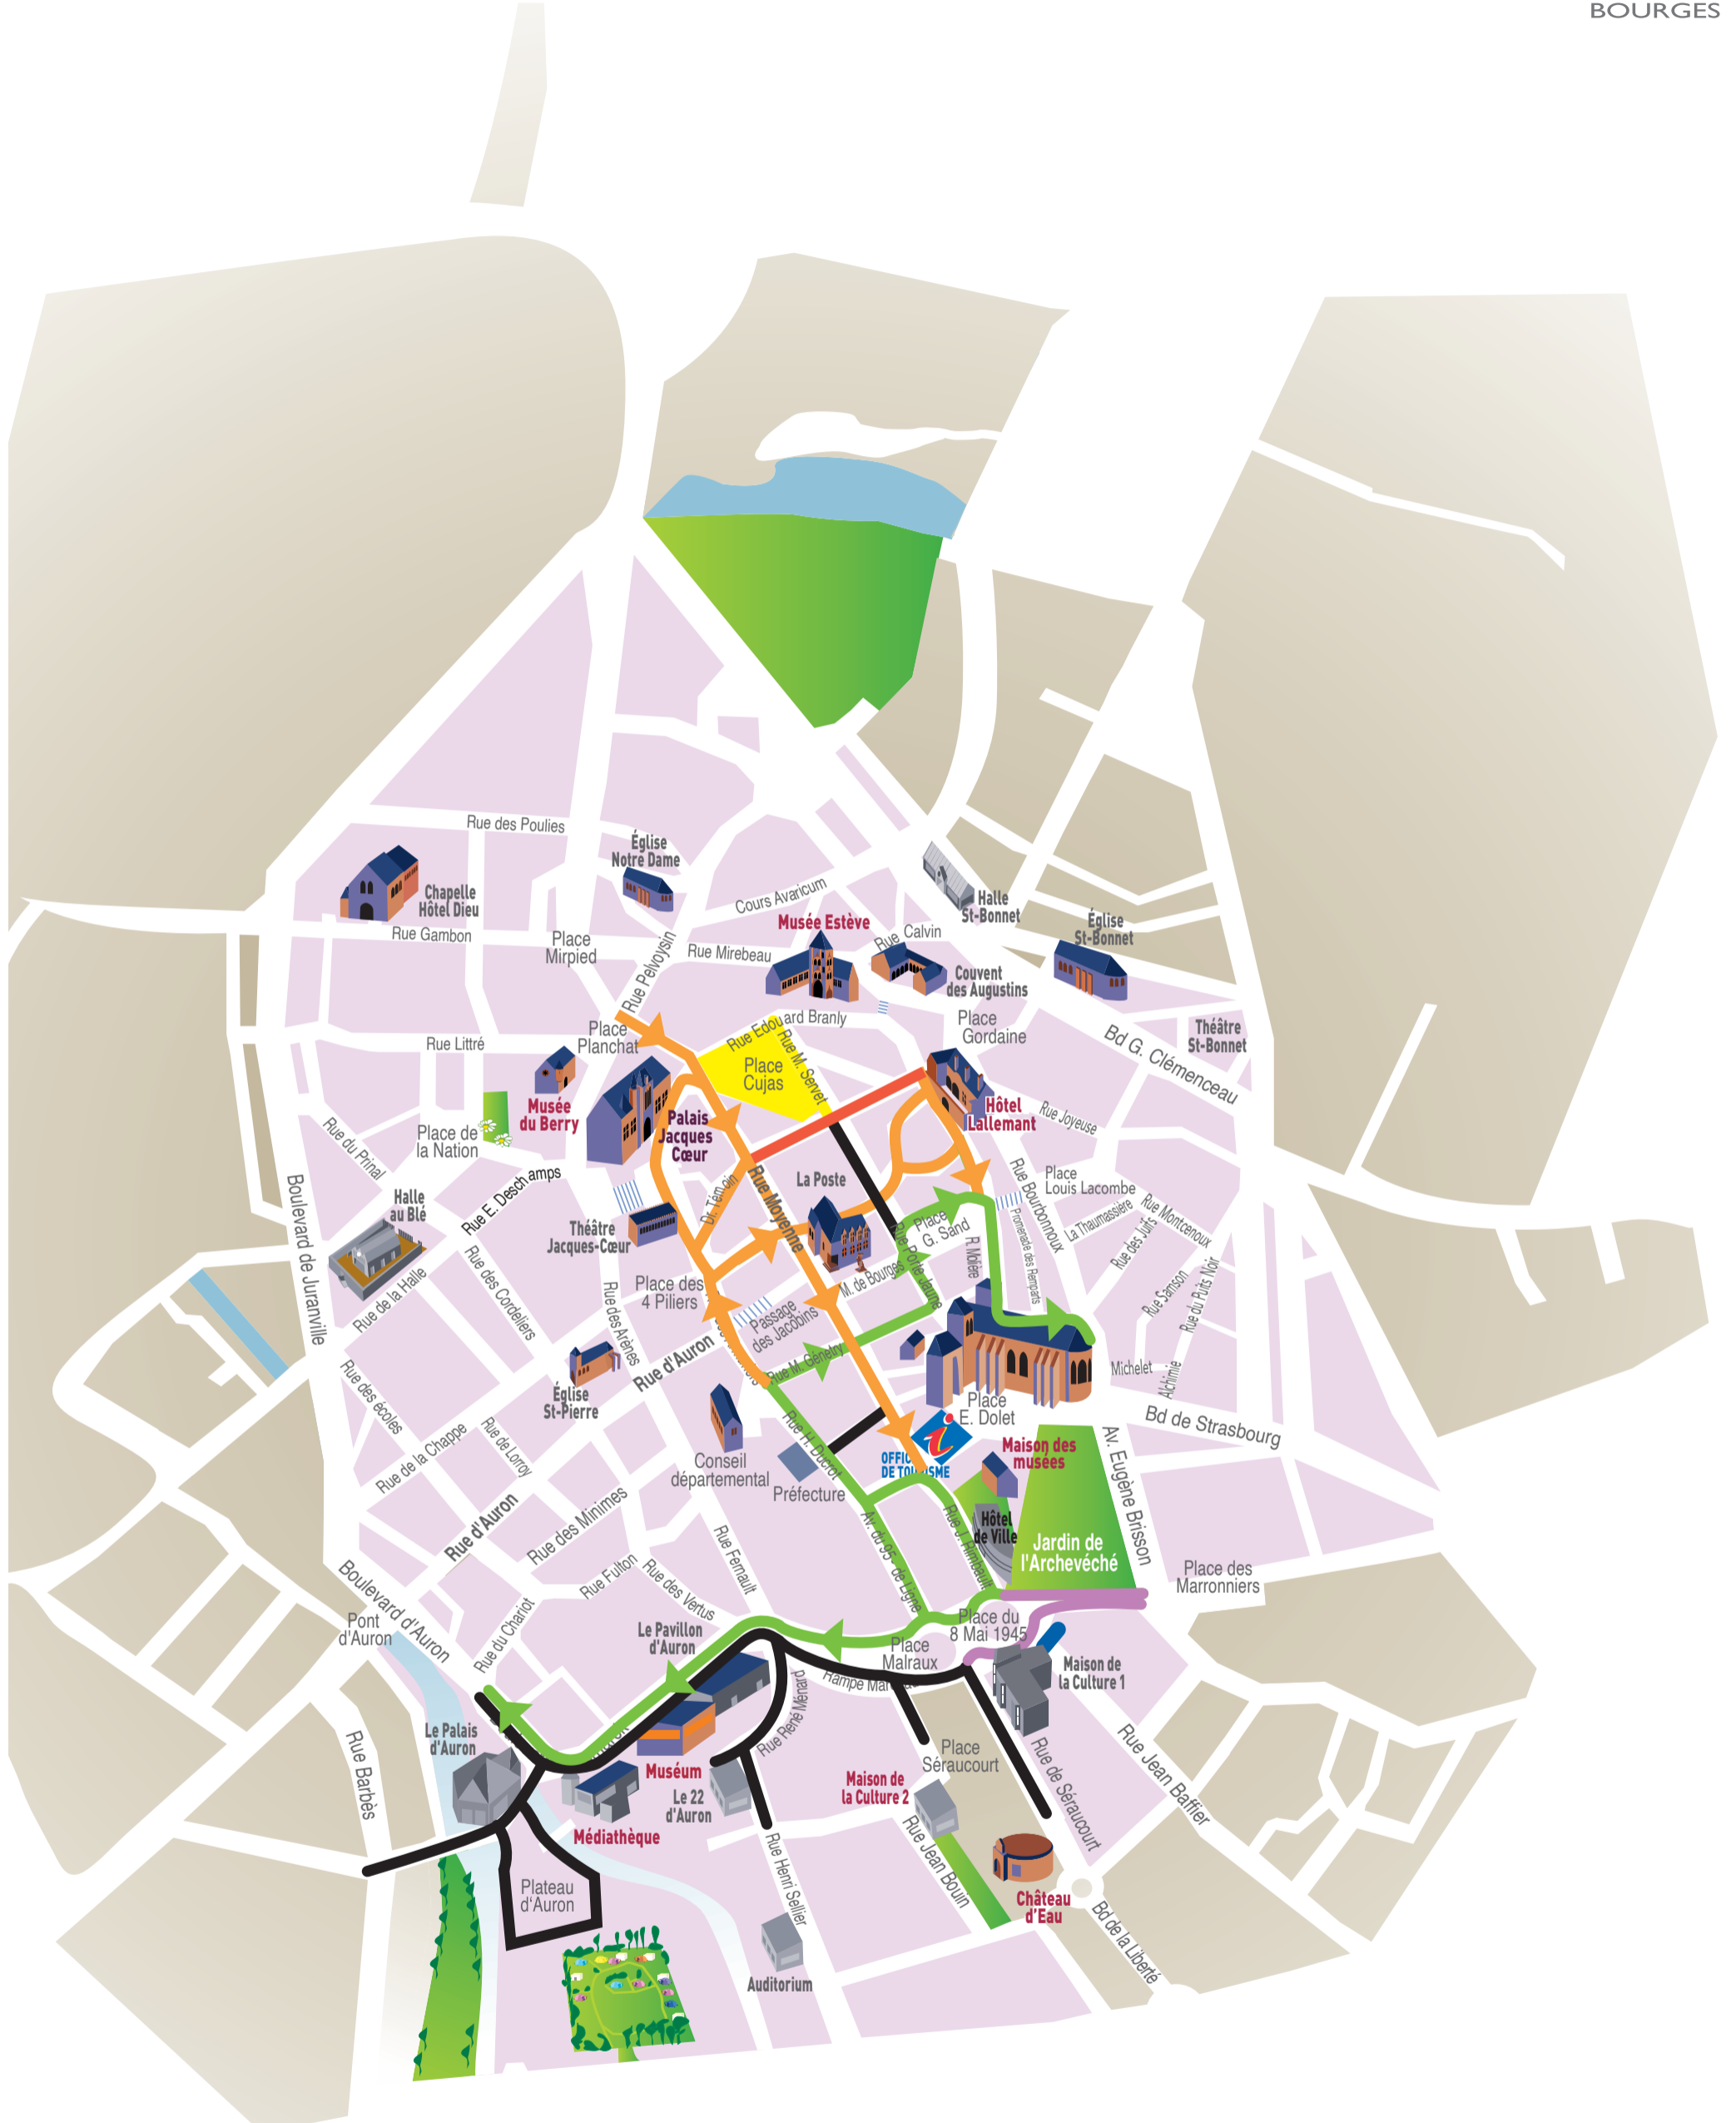 BOURGES
Rue des Poulies
Église
Notre Dame
Chapelle
Hôtel Dieu
Cours Avaricum
Halle
St-Bonnet
Musée Estève
Église
St-Bonnet
Rue Gambon
Place
Mirpied
Rue Pelvoysin
Rue Mirebeau
Rue Calvin
Couvent
des Augustins
Place
Planchat
Rue Edouard Branly
Place
Gordaine
Théâtre
St-Bonnet
Bd G. Clémenceau
Rue Littré
Place
Cujas
Rue M. Servet
Musée
du Berry
Palais
Jacques
Cœur
Hôtel
Lallemant
Rue Joyeuse
Place de
la Nation
Rue du Prinal
Rue E. Deschamps
Dr. Témoin
Rue Moyenne
La Poste
Rue Bourbonnoux
Place
Louis Lacombe
La Thaumassière
Rue Montcenoux
Rue des Juifs
Boulevard de Juranville
Halle
au Blé
Théâtre
Jacques-Cœur
Place
G. Sand
R. Molière
Promenade des Remparts
Rue Porte Jaune
M. de Bourges
Rue Samson
Rue du Puits Noir
Rue de la Halle
Rue des Cordeliers
Rue des Arènes
Place des
4 Piliers
Passage
des Jacobins
Rue d'Auron
Rue M. Genetry
Michelet
Alchimie
Église
St-Pierre
Rue des écoles
Rue de la Chappe
Rue de Lorroy
Conseil
départemental
Rue H. Ducrot
Préfecture
Place
E. Dolet
OFFICE
DE TOURISME
Maison des
musées
Bd de Strasbourg
Av. Eugène Brisson
Rue d'Auron
Rue des Minimes
Rue Fernault
Av. du 95e de Ligne
Rue J. Rimbault
Hôtel
de Ville
Jardin de
l'Archevéché
Place des
Marronniers
Boulevard d'Auron
Pont
d'Auron
Rue Fulton
Rue des Vertus
Rue du Chariot
Le Pavillon
d'Auron
Place du
8 Mai 1945
Place
Malraux
Rampe Marceau
Maison de
la Culture 1
Rue René Ménard
Le Palais
d'Auron
Rue Barbès
Muséum
Le 22
d'Auron
Médiathèque
Place
Séraucourt
Maison de
la Culture 2
Rue de Séraucourt
Rue Jean Baffier
Rue Henri Sellier
Rue Jean Bouin
Château
d'Eau
Bd de la Liberté
Plateau
d'Auron
Auditorium